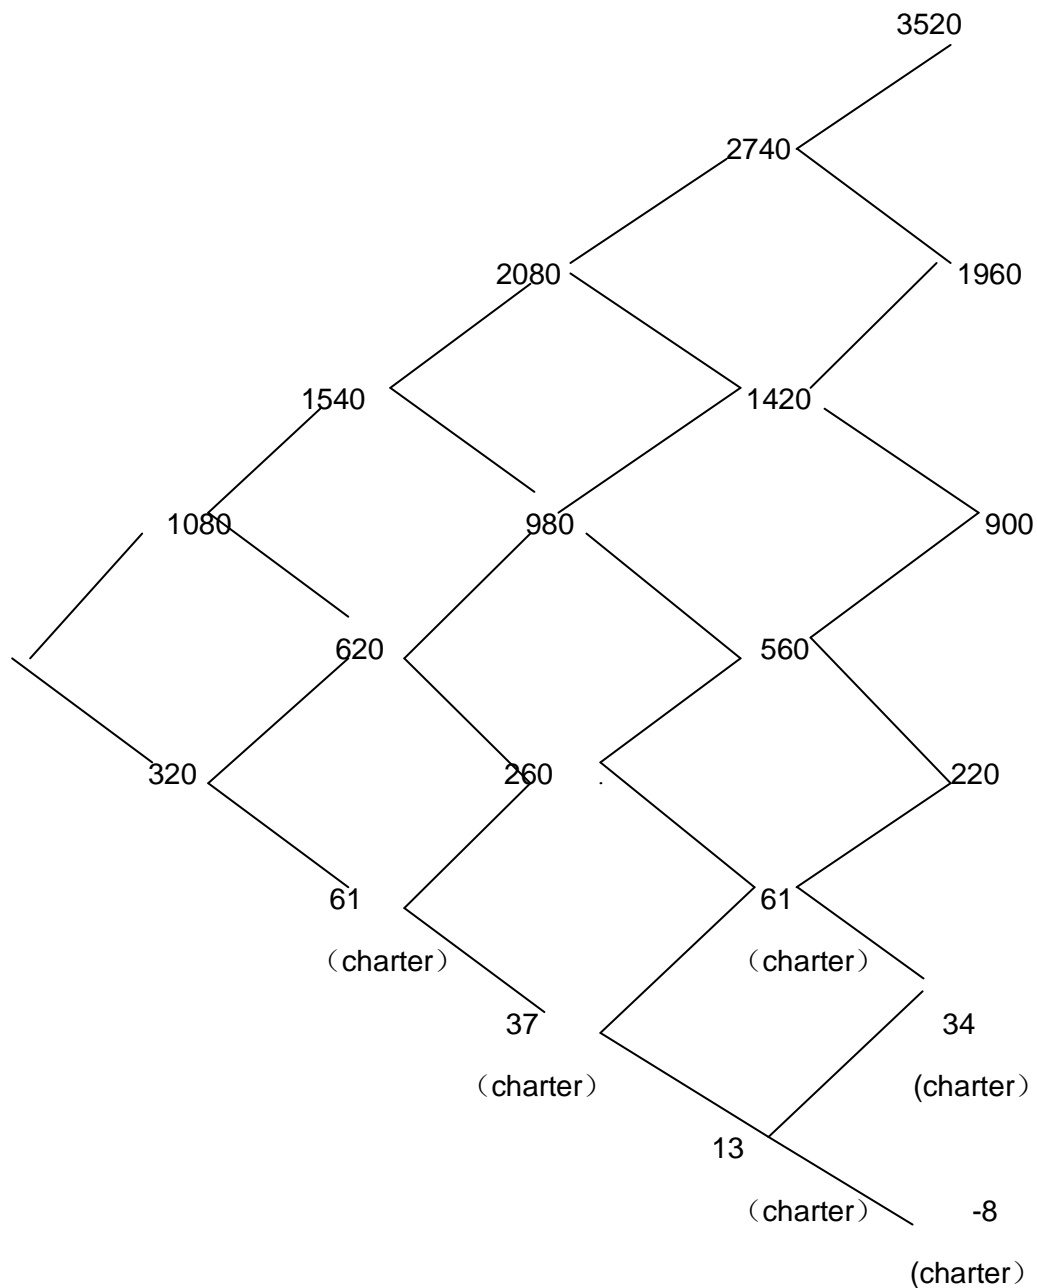 3520
2740
2080 1960
1540 1420
1080 980 900
620 560
320 260 220
61 61
（charter） （charter）
37 34
（charter） (charter）
13
（charter） -8
(charter）